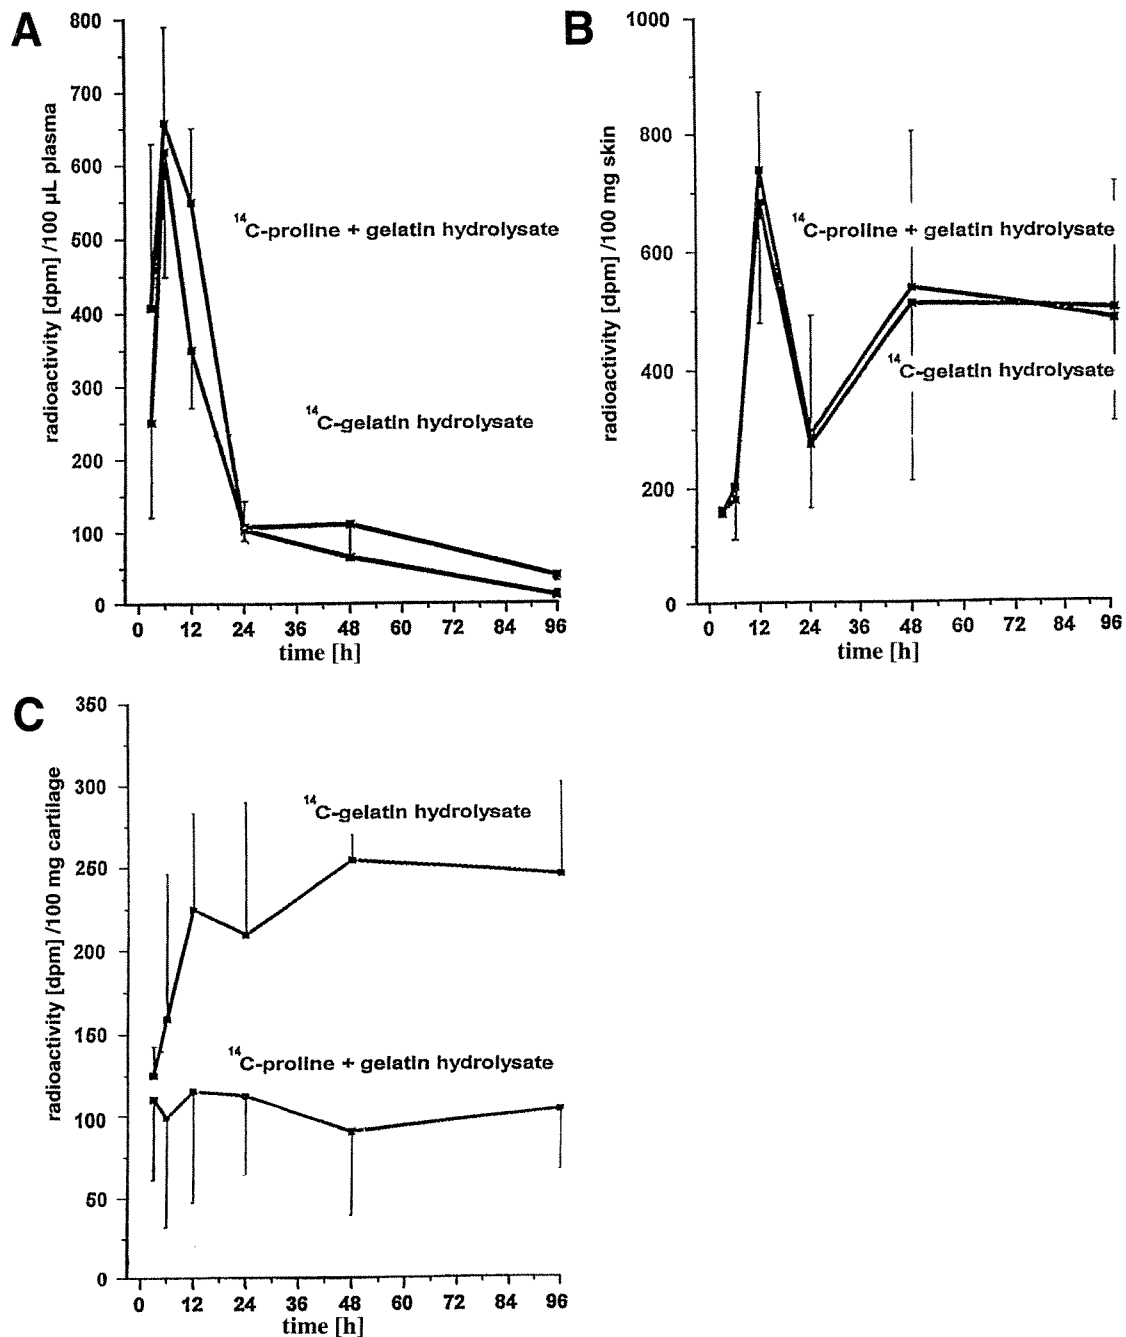 A
800
700
600
500
400
300
200
100
0
radioactivity [dpm] /100 µL plasma
14C-proline + gelatin hydrolysate
14C-gelatin hydrolysate
0 12 24 36 48 60 72 84 96
time [h]
B
1000
800
600
400
200
0
radioactivity [dpm] /100 mg skin
14C-proline + gelatin hydrolysate
14C-gelatin hydrolysate
0 12 24 36 48 60 72 84 96
time [h]
C
350
300
250
200
150
100
50
0
radioactivity [dpm] /100 mg cartilage
14C-gelatin hydrolysate
14C-proline + gelatin hydrolysate
0 12 24 36 48 60 72 84 96
time [h]